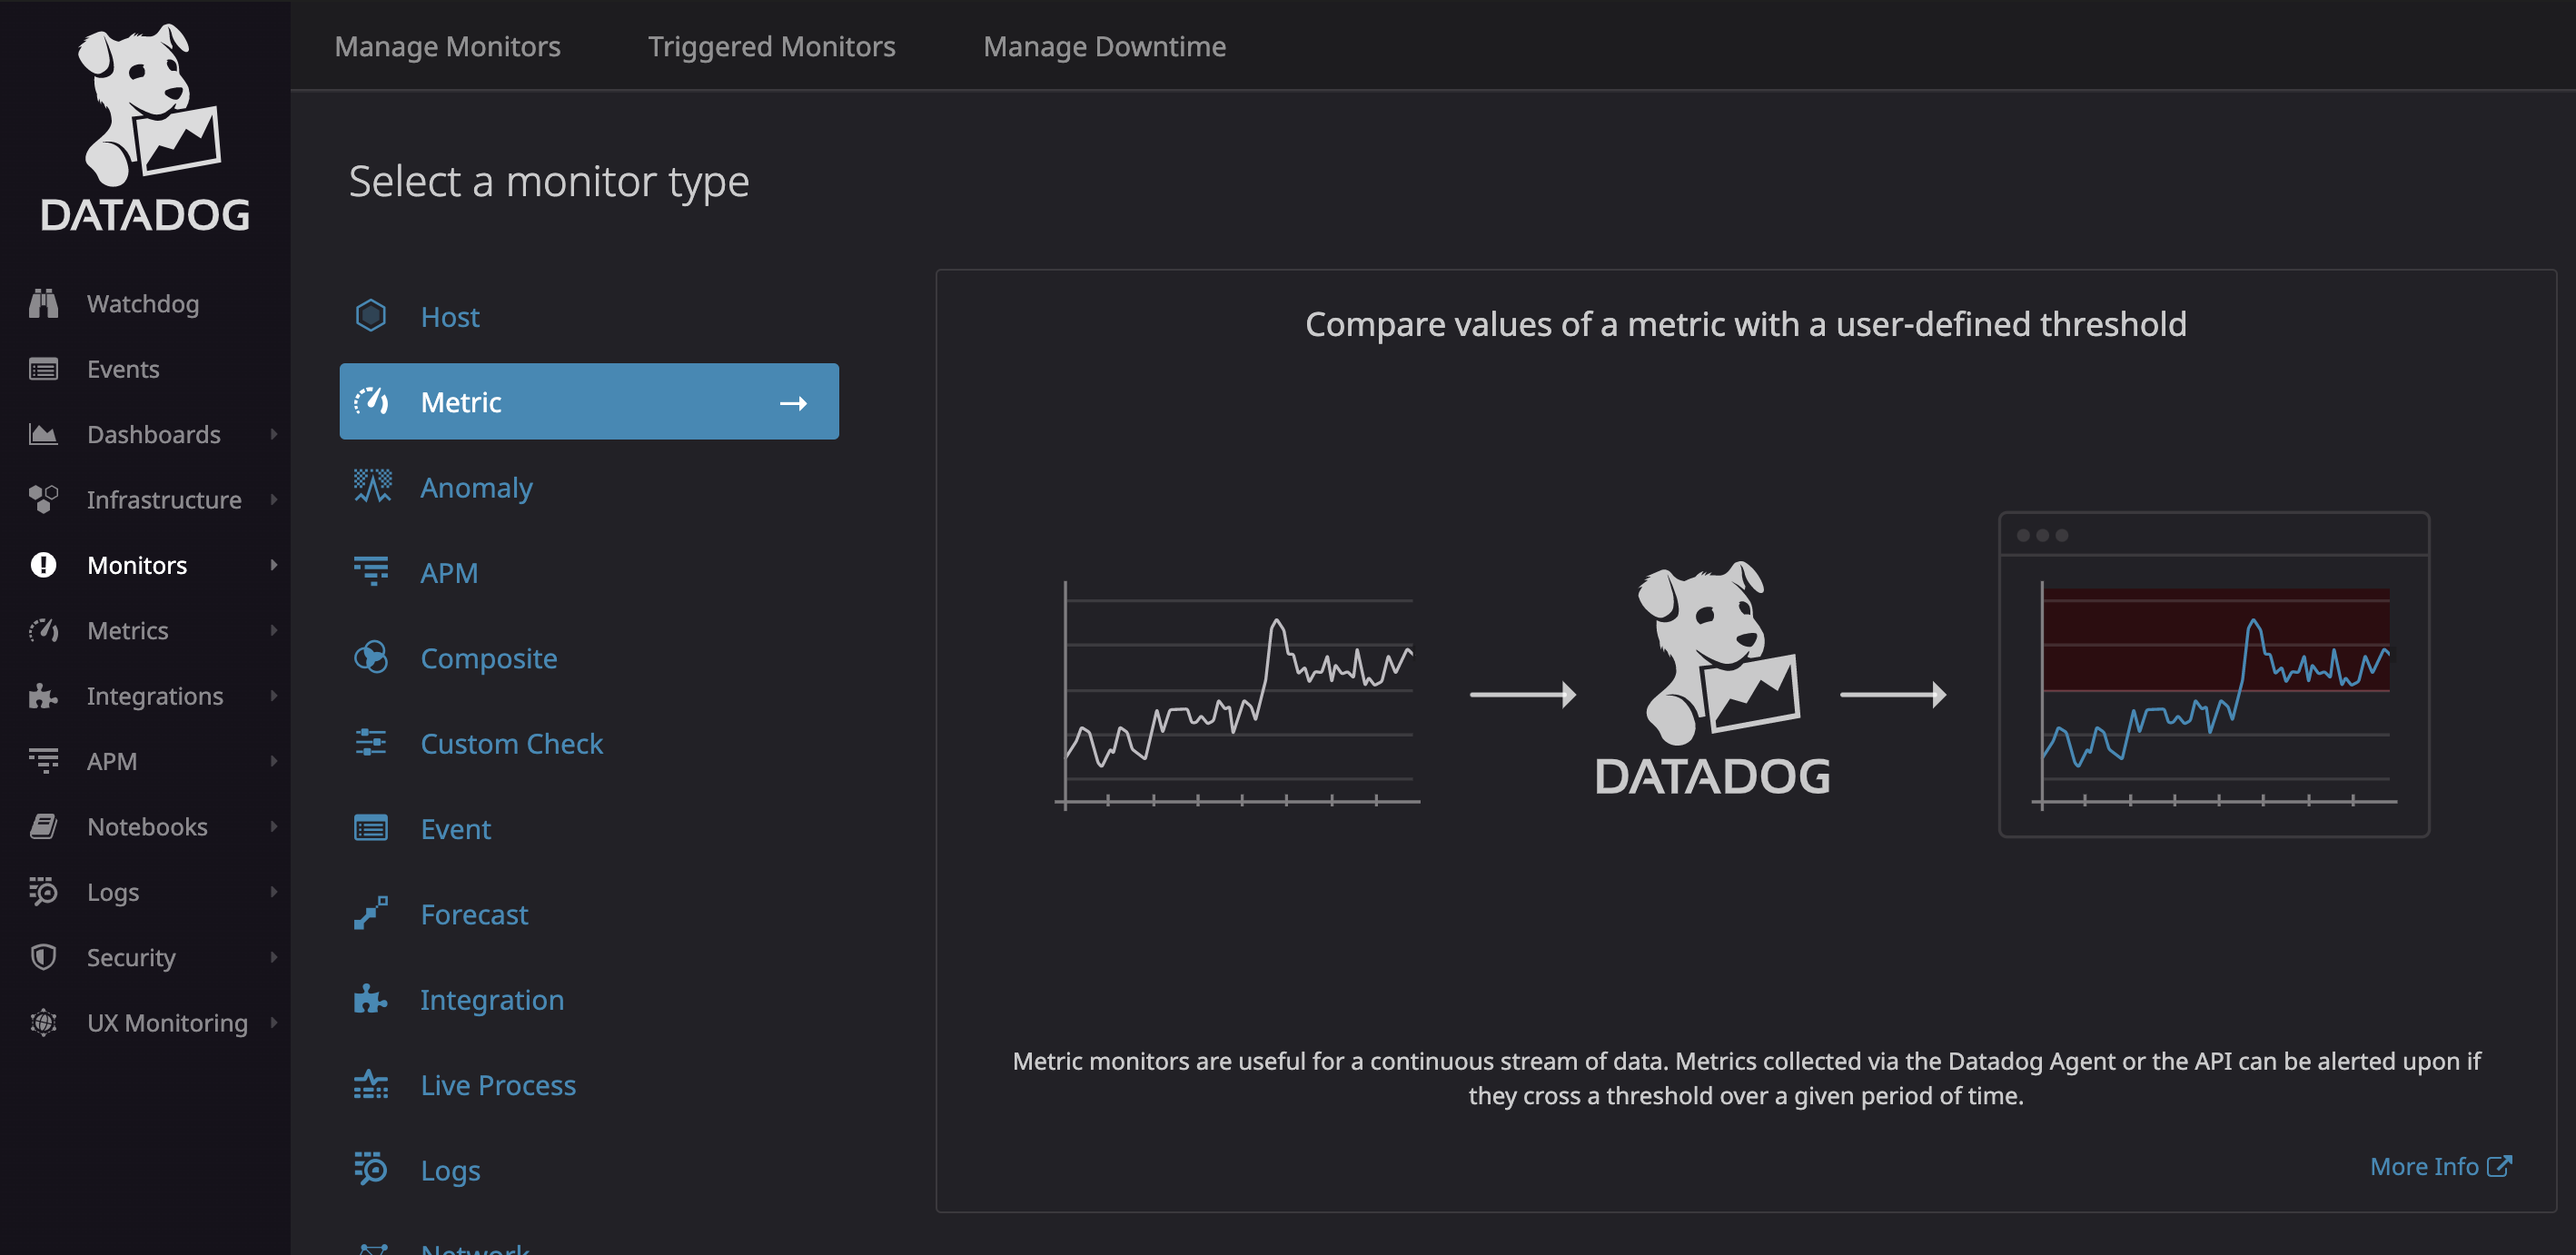 DATADOG
Watchdog
Events
Dashboards
Infrastructure
Monitors
Metrics
Integrations
APM
Notebooks
Logs
Security
UX Monitoring
Manage Monitors
Triggered Monitors
Manage Downtime
Select a monitor type
Host
Metric
Anomaly
APM
Composite
Custom Check
Event
Forecast
Integration
Live Process
Logs
Network
Compare values of a metric with a user-defined threshold
DATADOG
Metric monitors are useful for a continuous stream of data. Metrics collected via the Datadog Agent or the API can be alerted upon if
they cross a threshold over a given period of time.
More Info